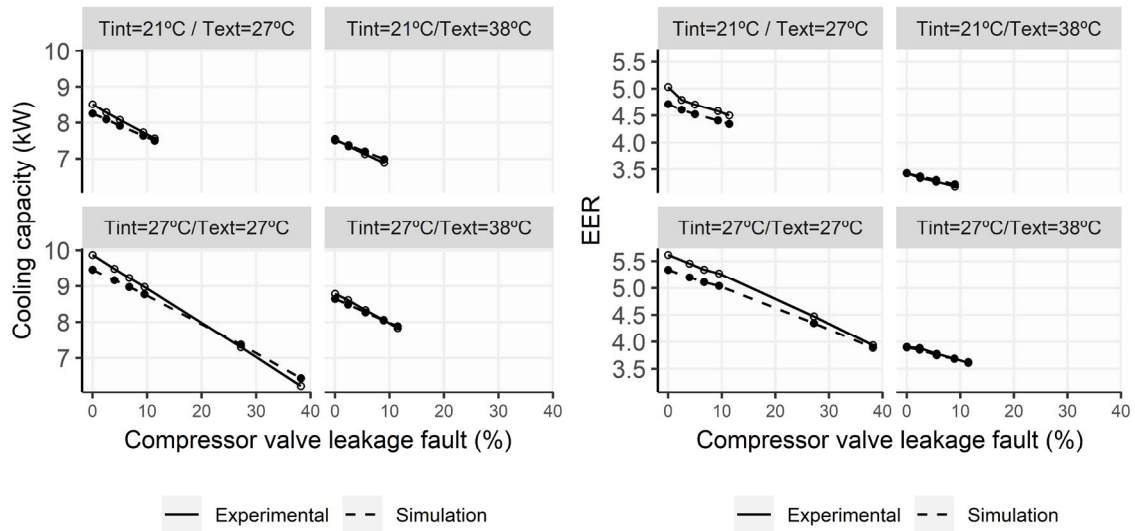 Tint=21ºC / Text=27ºC
Tint=21ºC/Text=38ºC
10
9
8
7
Tint=27ºC/Text=27ºC
Tint=27ºC/Text=38ºC
10
9
8
7
Cooling capacity (kW)
0 10 20 30 40
0 10 20 30 40
Compressor valve leakage fault (%)
Experimental
Simulation
Tint=21ºC / Text=27ºC
Tint=21ºC/Text=38ºC
5.5
5.0
4.5
4.0
3.5
Tint=27ºC/Text=27ºC
Tint=27ºC/Text=38ºC
5.5
5.0
4.5
4.0
3.5
EER
0 10 20 30 40
0 10 20 30 40
Compressor valve leakage fault (%)
Experimental
Simulation